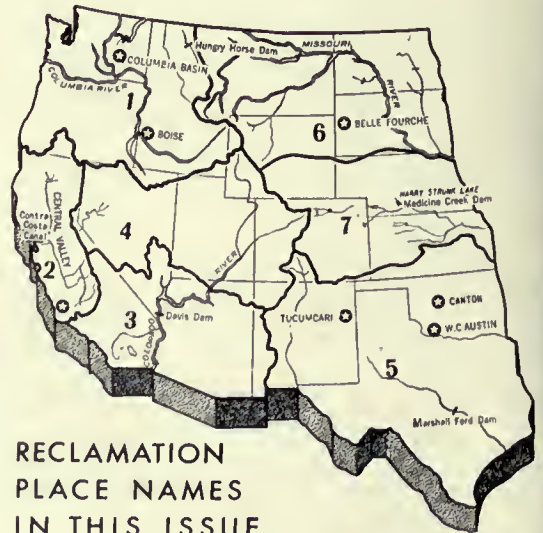 Hungry Horse Dam
MISSOURI
RIVER
COLUMBIA BASIN
COLUMBIA RIVER
1
BOISE
6
BELLE FOURCHE
HARRY STRUNK LAKE
Medicine Creek Dam
7
Contra
Costa
Canal
CENTRAL VALLEY
4
RIVER
2
3
COLORADO
Davis Dam
TUCUMCARI
CANTON
W.C AUSTIN
5
Marshall Ford Dam
RECLAMATION
PLACE NAMES
IN THIS ISSUE